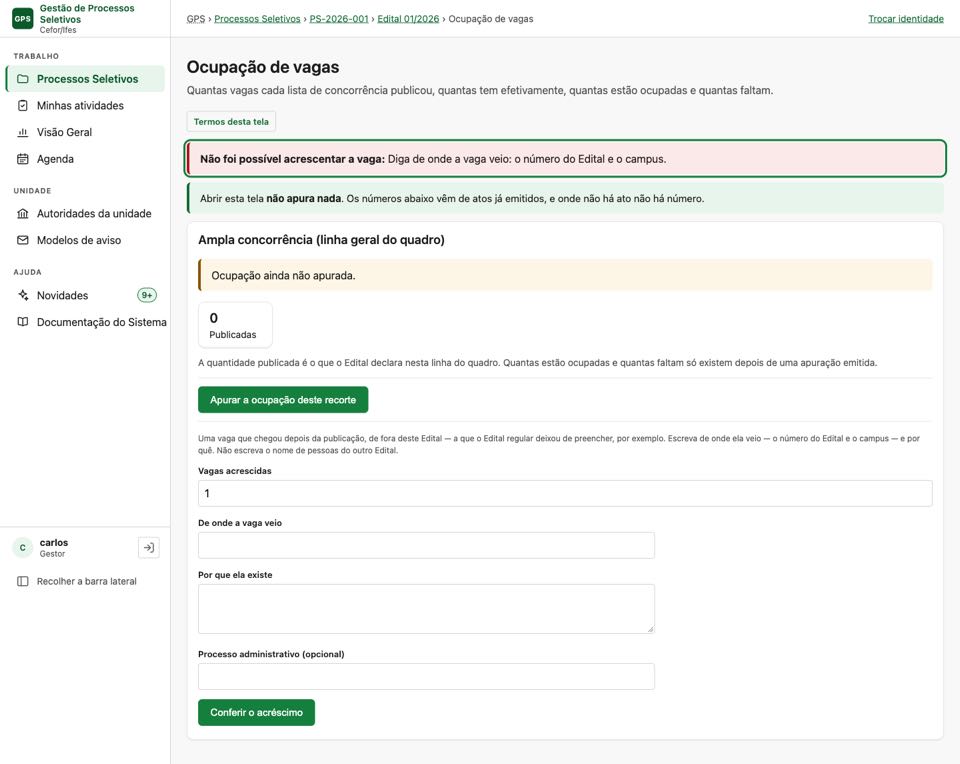 GPS
Gestão de Processos
Seletivos
Cefor/Ifes
GPS › Processos Seletivos › PS-2026-001 › Edital 01/2026 › Ocupação de vagas
Trocar identidade
TRABALHO
Processos Seletivos
Minhas atividades
Visão Geral
Agenda
UNIDADE
Autoridades da unidade
Modelos de aviso
AJUDA
Novidades
9+
Documentação do Sistema
C
carlos
Gestor
Recolher a barra lateral
Ocupação de vagas
Quantas vagas cada lista de concorrência publicou, quantas tem efetivamente, quantas estão ocupadas e quantas faltam.
Termos desta tela
Não foi possível acrescentar a vaga: Diga de onde a vaga veio: o número do Edital e o campus.
Abrir esta tela não apura nada. Os números abaixo vêm de atos já emitidos, e onde não há ato não há número.
Ampla concorrência (linha geral do quadro)
Ocupação ainda não apurada.
0
Publicadas
A quantidade publicada é o que o Edital declara nesta linha do quadro. Quantas estão ocupadas e quantas faltam só existem depois de uma apuração emitida.
Apurar a ocupação deste recorte
Uma vaga que chegou depois da publicação, de fora deste Edital — a que o Edital regular deixou de preencher, por exemplo. Escreva de onde ela veio — o número do Edital e o campus — e por
quê. Não escreva o nome de pessoas do outro Edital.
Vagas acrescidas
1
De onde a vaga veio
Por que ela existe
Processo administrativo (opcional)
Conferir o acréscimo